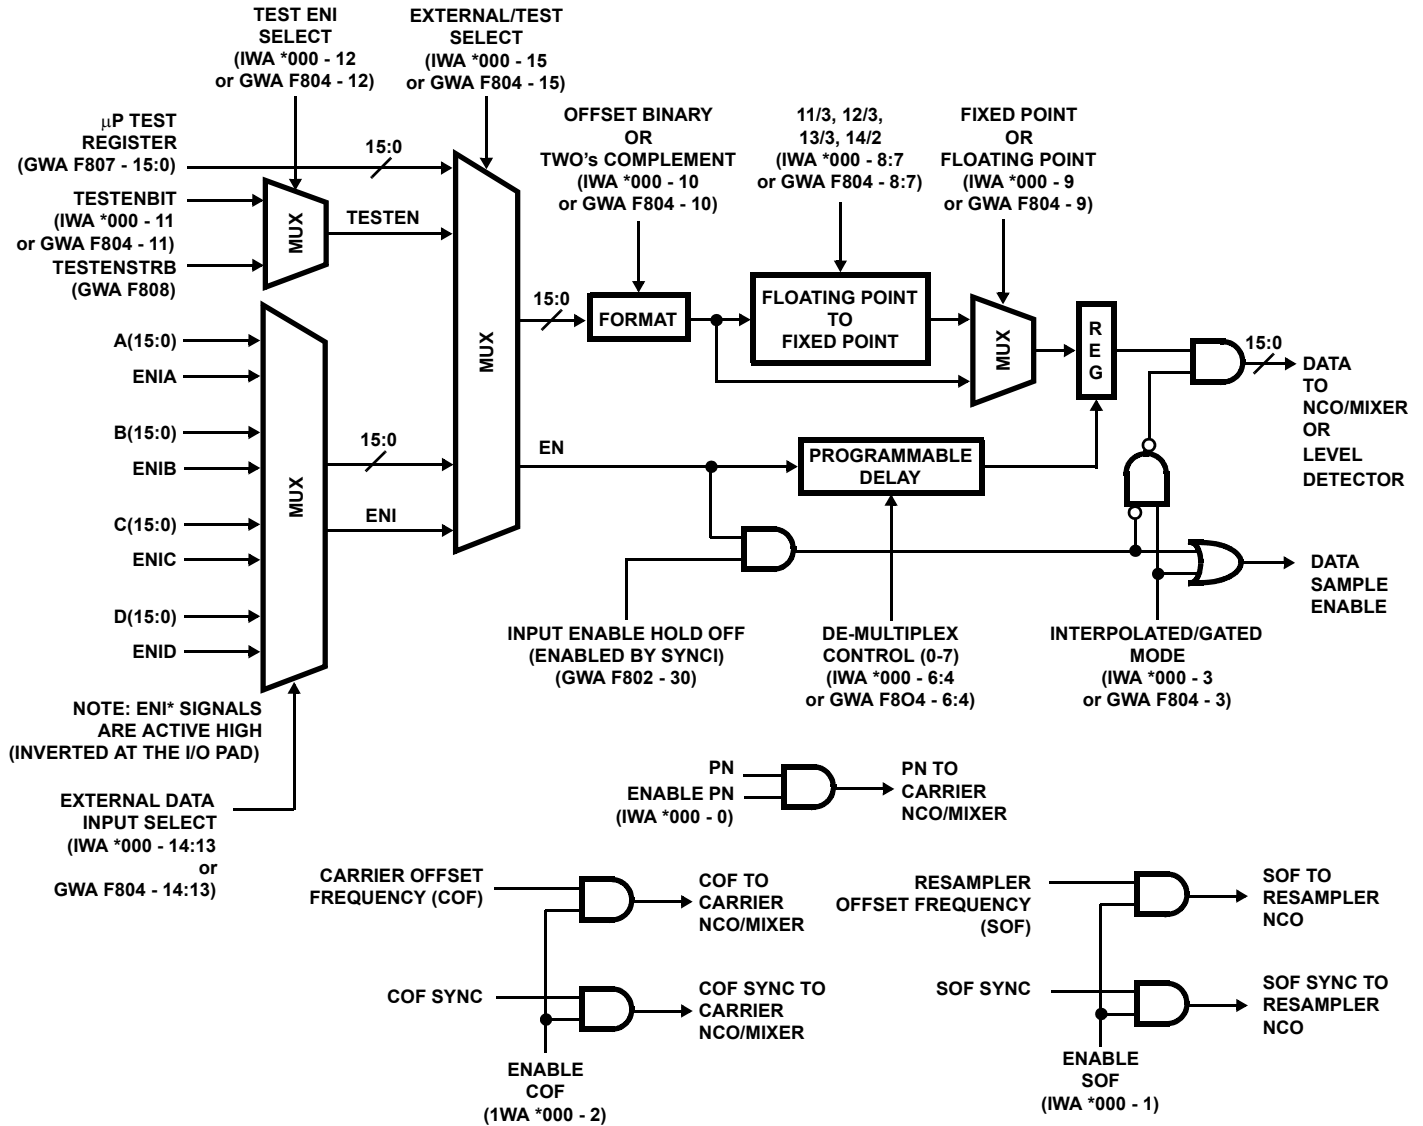 TEST ENI
SELECT
(IWA *000 - 12
or GWA F804 - 12)
EXTERNAL/TEST
SELECT
(IWA *000 - 15
or GWA F804 - 15)
µP TEST
REGISTER
(GWA F807 - 15:0)
15:0
TESTENBIT
(IWA *000 - 11
or GWA F804 - 11)
TESTENSTRB
(GWA F808)
MUX
TESTEN
OFFSET BINARY
OR
TWO's COMPLEMENT
(IWA *000 - 10
or GWA F804 - 10)
11/3, 12/3,
13/3, 14/2
(IWA *000 - 8:7
or GWA F804 - 8:7)
FIXED POINT
OR
FLOATING POINT
(IWA *000 - 9
or GWA F804 - 9)
A(15:0)
ENIA
B(15:0)
ENIB
C(15:0)
ENIC
D(15:0)
ENID
MUX
15:0
ENI
MUX
15:0
FORMAT
FLOATING POINT
TO
FIXED POINT
MUX
R
E
G
15:0
DATA
TO
NCO/MIXER
OR
LEVEL
DETECTOR
EN
PROGRAMMABLE
DELAY
DATA
SAMPLE
ENABLE
INPUT ENABLE HOLD OFF
(ENABLED BY SYNCI)
(GWA F802 - 30)
DE-MULTIPLEX
CONTROL (0-7)
(IWA *000 - 6:4
or GWA F8O4 - 6:4)
INTERPOLATED/GATED
MODE
(IWA *000 - 3
or GWA F804 - 3)
NOTE: ENI* SIGNALS
ARE ACTIVE HIGH
(INVERTED AT THE I/O PAD)
EXTERNAL DATA
INPUT SELECT
(IWA *000 - 14:13
or
GWA F804 - 14:13)
PN
ENABLE PN
(IWA *000 - 0)
PN TO
CARRIER
NCO/MIXER
CARRIER OFFSET
FREQUENCY (COF)
COF TO
CARRIER
NCO/MIXER
COF SYNC
COF SYNC TO
CARRIER
NCO/MIXER
ENABLE
COF
(1WA *000 - 2)
RESAMPLER
OFFSET FREQUENCY
(SOF)
SOF TO
RESAMPLER
NCO
SOF SYNC
SOF SYNC TO
RESAMPLER
NCO
ENABLE
SOF
(IWA *000 - 1)